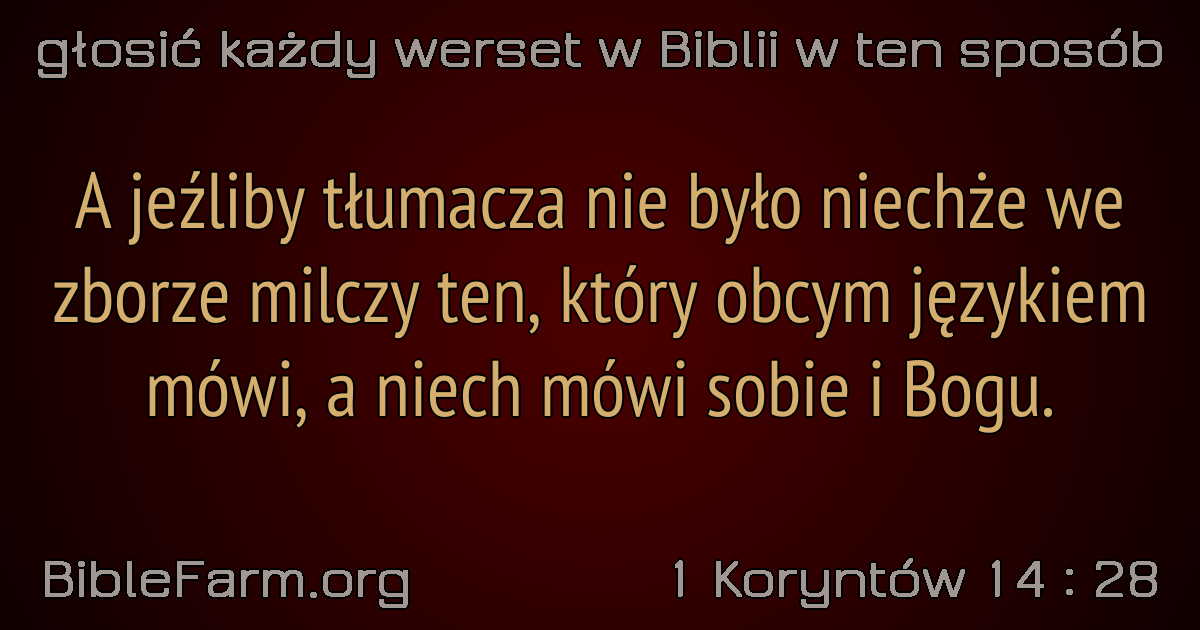 głosić każdy werset w Biblii w ten sposób
A jeźliby tłumacza nie było niechże we
zborze milczy ten, który obcym językiem
mówi, a niech mówi sobie i Bogu.
BibleFarm.org
1 Koryntów 14 : 28